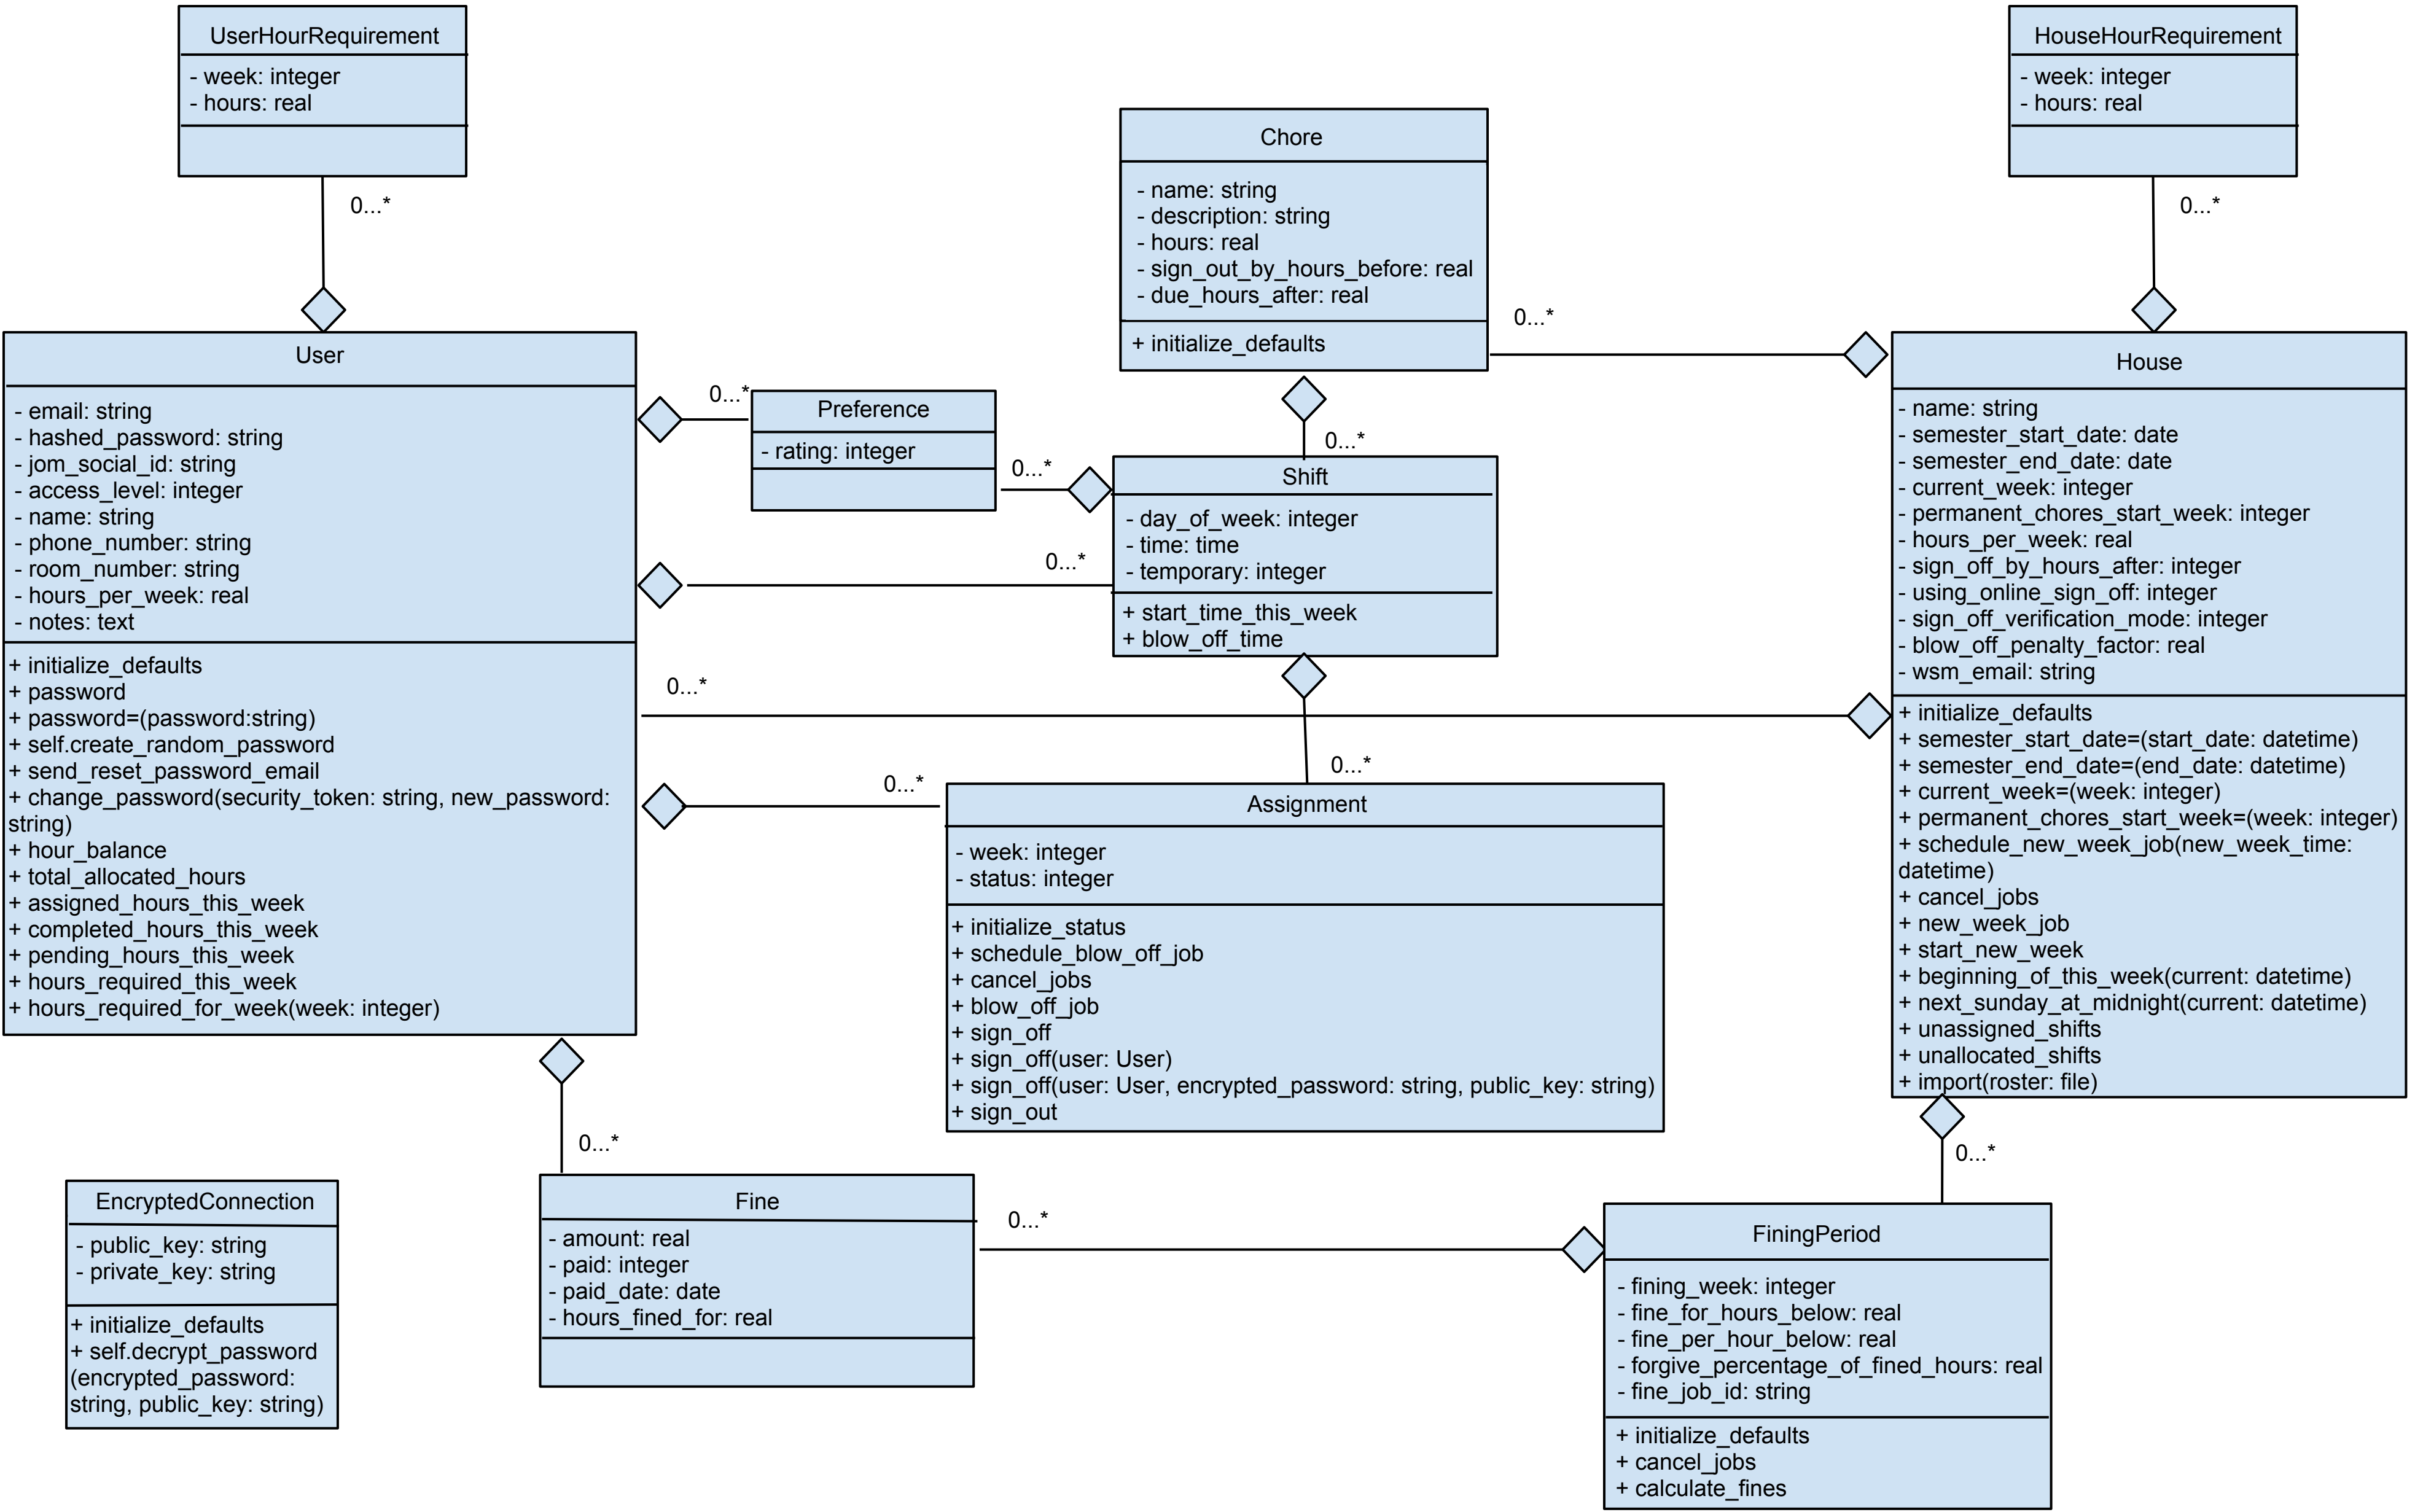 UserHourRequirement
- week: integer
- hours: real
0...*
HouseHourRequirement
- week: integer
- hours: real
0...*
Chore
- name: string
- description: string
- hours: real
- sign_out_by_hours_before: real
- due_hours_after: real
+ initialize_defaults
0...*
0...*
User
- email: string
- hashed_password: string
- jom_social_id: string
- access_level: integer
- name: string
- phone_number: string
- room_number: string
- hours_per_week: real
- notes: text
+ initialize_defaults
+ password
+ password=(password:string)
+ self.create_random_password
+ send_reset_password_email
+ change_password(security_token: string, new_password:
string)
+ hour_balance
+ total_allocated_hours
+ assigned_hours_this_week
+ completed_hours_this_week
+ pending_hours_this_week
+ hours_required_this_week
+ hours_required_for_week(week: integer)
0...*
Preference
- rating: integer
0...*
0...*
0...*
0...*
0...*
Shift
- day_of_week: integer
- time: time
- temporary: integer
+ start_time_this_week
+ blow_off_time
0...*
Assignment
- week: integer
- status: integer
+ initialize_status
+ schedule_blow_off_job
+ cancel_jobs
+ blow_off_job
+ sign_off
+ sign_off(user: User)
+ sign_off(user: User, encrypted_password: string, public_key: string)
+ sign_out
House
- name: string
- semester_start_date: date
- semester_end_date: date
- current_week: integer
- permanent_chores_start_week: integer
- hours_per_week: real
- sign_off_by_hours_after: integer
- using_online_sign_off: integer
- sign_off_verification_mode: integer
- blow_off_penalty_factor: real
- wsm_email: string
+ initialize_defaults
+ semester_start_date=(start_date: datetime)
+ semester_end_date=(end_date: datetime)
+ current_week=(week: integer)
+ permanent_chores_start_week=(week: integer)
+ schedule_new_week_job(new_week_time:
datetime)
+ cancel_jobs
+ new_week_job
+ start_new_week
+ beginning_of_this_week(current: datetime)
+ next_sunday_at_midnight(current: datetime)
+ unassigned_shifts
+ unallocated_shifts
+ import(roster: file)
0...*
EncryptedConnection
- public_key: string
- private_key: string
+ initialize_defaults
+ self.decrypt_password
(encrypted_password:
string, public_key: string)
Fine
- amount: real
- paid: integer
- paid_date: date
- hours_fined_for: real
0...*
FiningPeriod
- fining_week: integer
- fine_for_hours_below: real
- fine_per_hour_below: real
- forgive_percentage_of_fined_hours: real
- fine_job_id: string
+ initialize_defaults
+ cancel_jobs
+ calculate_fines